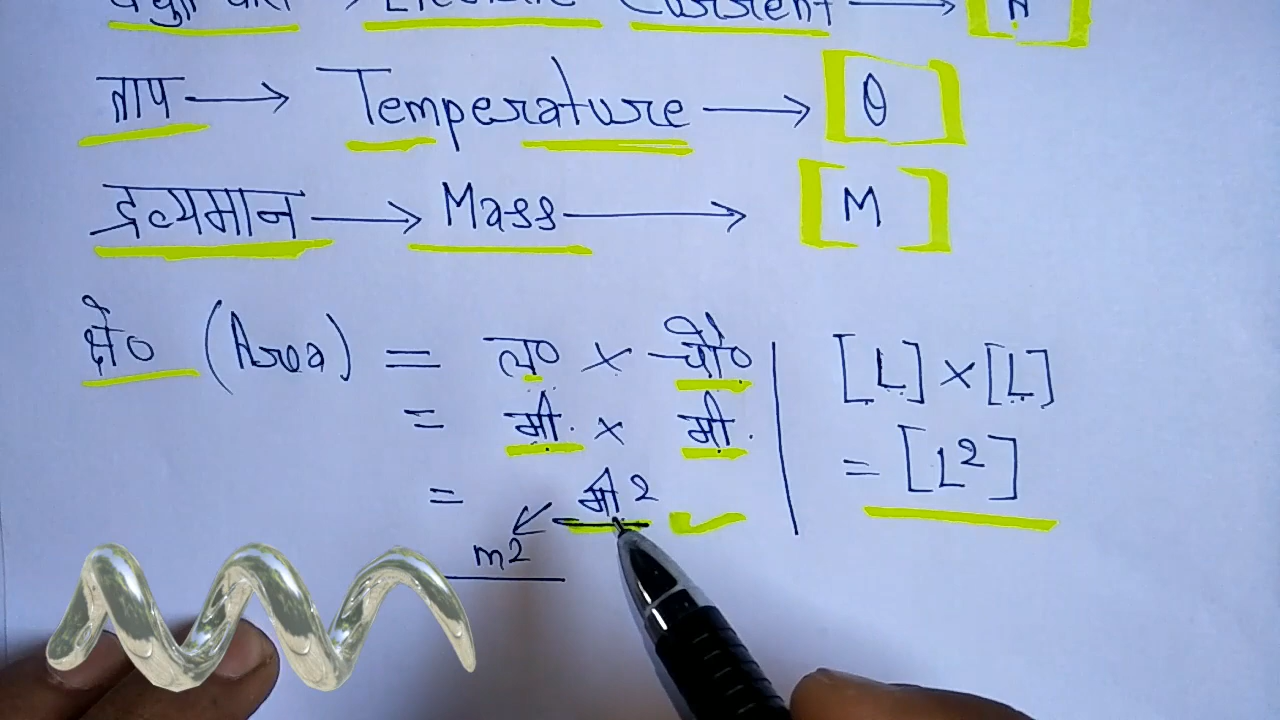 → [A]
ताप → Temperature → [θ]
द्रव्यमान → Mass → [M]
क्षे० (Area) = ल० × चौ० | [L] × [L]
= मी. × मी. | = [L²]
= मी²
m2